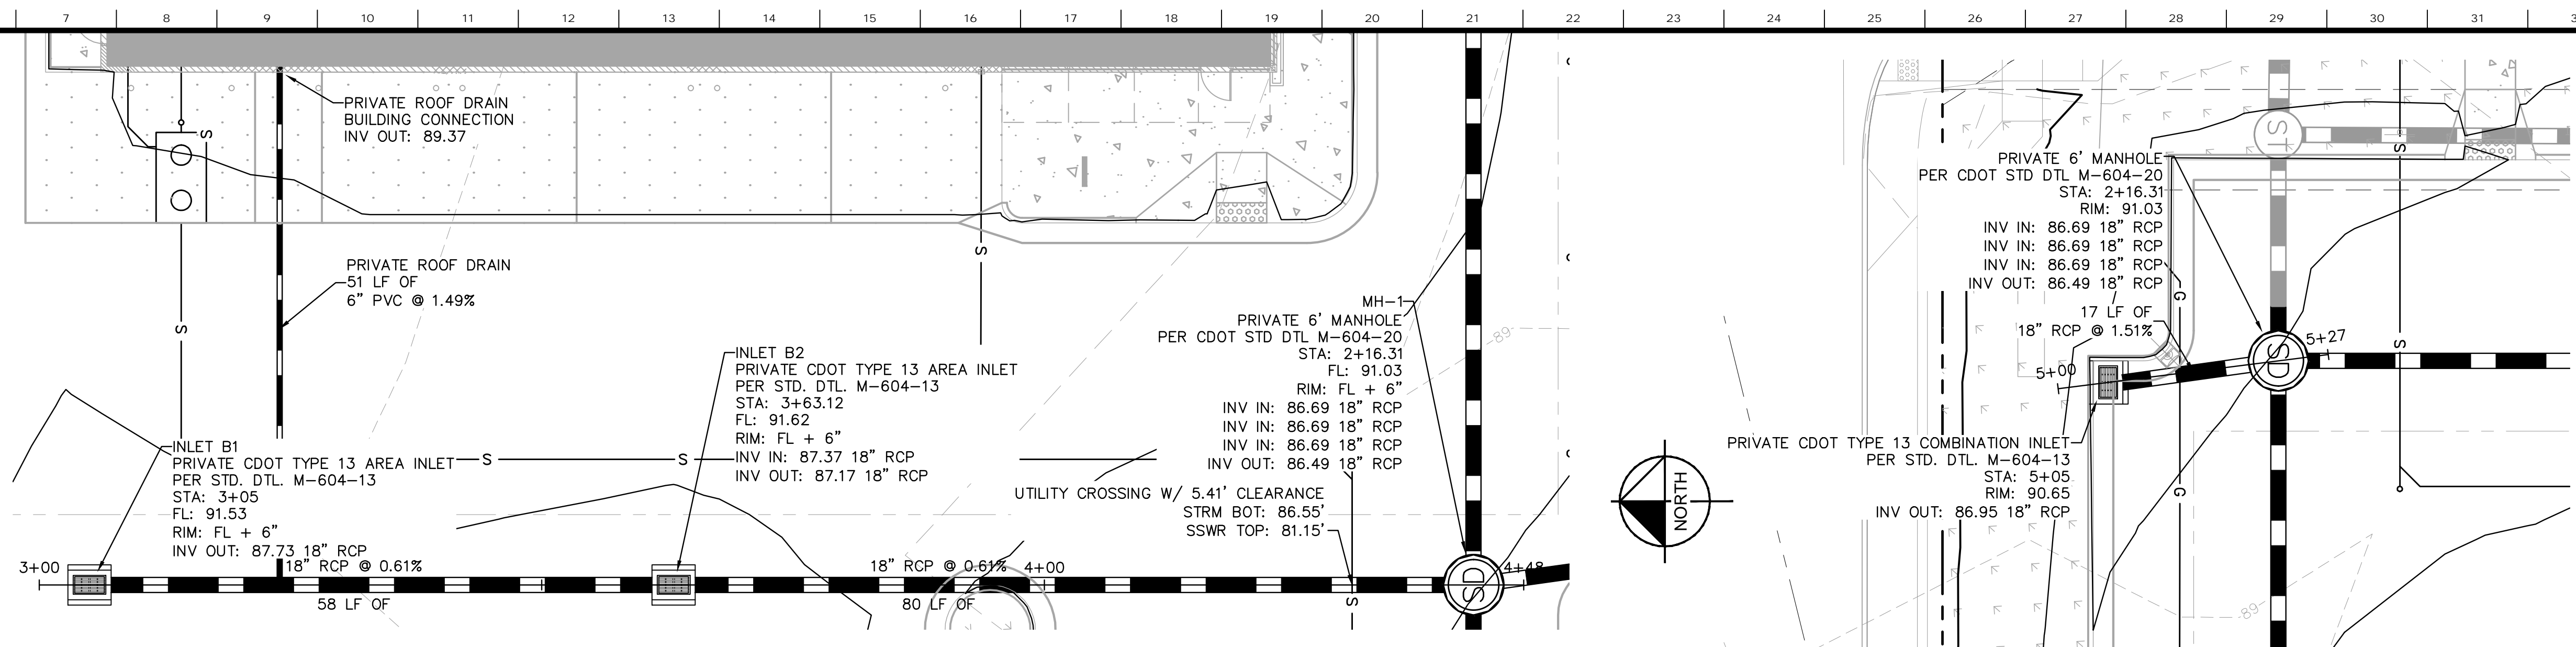 7 8 9 10 11 12 13 14 15 16 17 18 19 20 21 22 23 24 25 26 27 28 29 30 31
PRIVATE ROOF DRAIN
BUILDING CONNECTION
INV OUT: 89.37
S
S
PRIVATE ROOF DRAIN
51 LF OF
6" PVC @ 1.49%
S
INLET B1
PRIVATE CDOT TYPE 13 AREA INLET
PER STD. DTL. M-604-13
STA: 3+05
FL: 91.53
RIM: FL + 6"
INV OUT: 87.73 18" RCP
S
S
3+00
18" RCP @ 0.61%
58 LF OF
INLET B2
PRIVATE CDOT TYPE 13 AREA INLET
PER STD. DTL. M-604-13
STA: 3+63.12
FL: 91.62
RIM: FL + 6"
INV IN: 87.37 18" RCP
INV OUT: 87.17 18" RCP
18" RCP @ 0.61%
80 LF OF
4+00
MH-1
PRIVATE 6' MANHOLE
PER CDOT STD DTL M-604-20
STA: 2+16.31
FL: 91.03
RIM: FL + 6"
INV IN: 86.69 18" RCP
INV IN: 86.69 18" RCP
INV IN: 86.69 18" RCP
INV OUT: 86.49 18" RCP
UTILITY CROSSING W/ 5.41' CLEARANCE
STRM BOT: 86.55'
SSWR TOP: 81.15'
S
SD
4+48
89
NORTH
ST
S
PRIVATE 6' MANHOLE
PER CDOT STD DTL M-604-20
STA: 2+16.31
RIM: 91.03
INV IN: 86.69 18" RCP
INV IN: 86.69 18" RCP
INV IN: 86.69 18" RCP
INV OUT: 86.49 18" RCP
G
17 LF OF
18" RCP @ 1.51%
5+27
SD
S
5+00
PRIVATE CDOT TYPE 13 COMBINATION INLET
PER STD. DTL. M-604-13
STA: 5+05
RIM: 90.65
INV OUT: 86.95 18" RCP
G
89